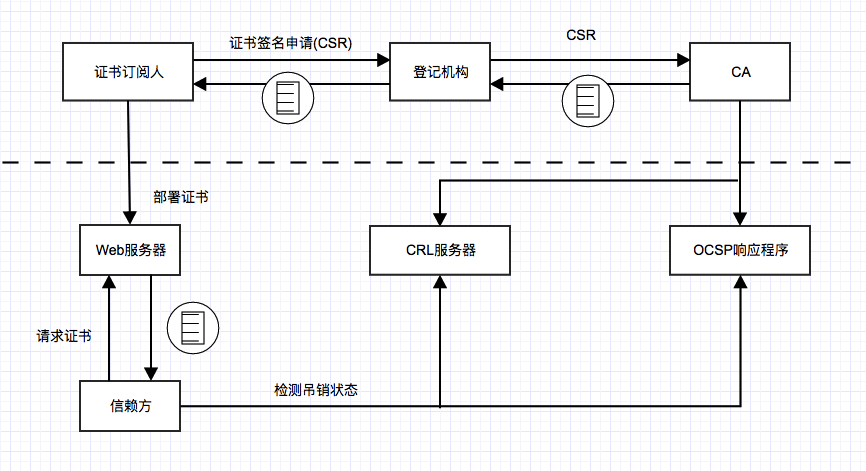 证书签名申请(CSR)
CSR
证书订阅人
登记机构
CA
部署证书
Web服务器
CRL服务器
OCSP响应程序
请求证书
检测吊销状态
信赖方